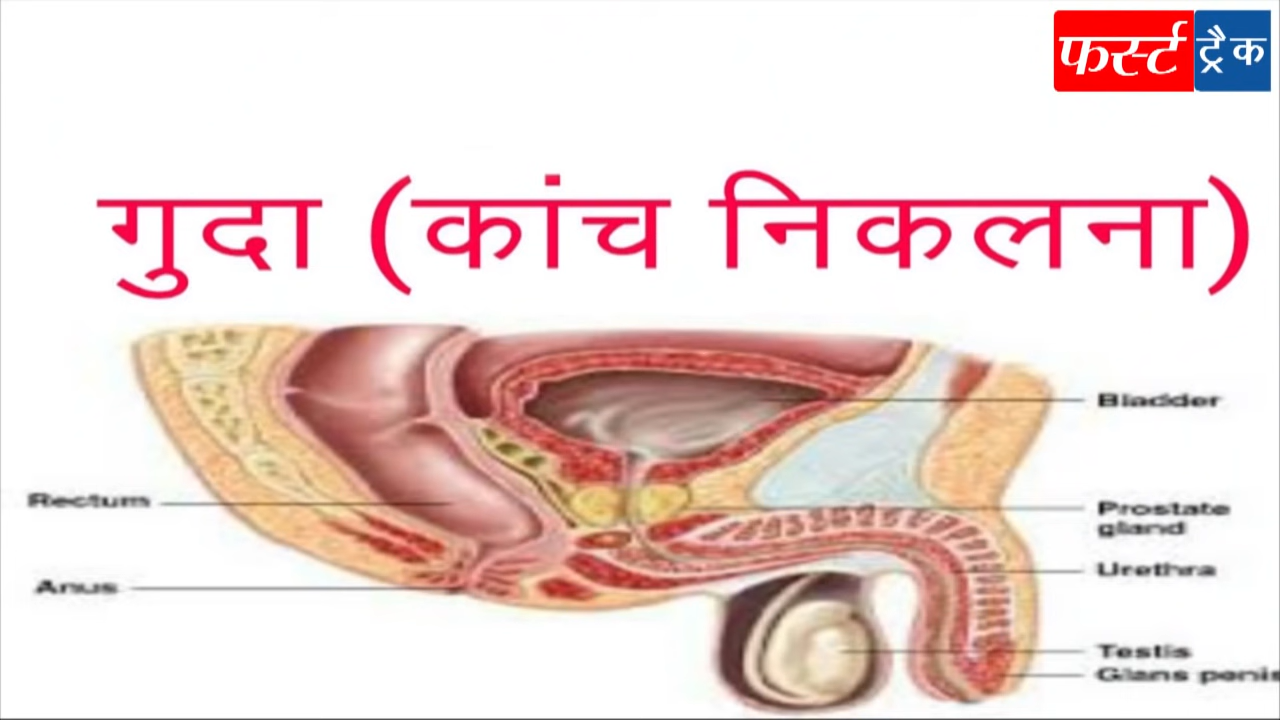 फर्स्ट ट्रैक
गुदा (कांच निकलना)
Bladder
Rectum
Prostate
gland
Urethra
Anus
Testis
Glans penis